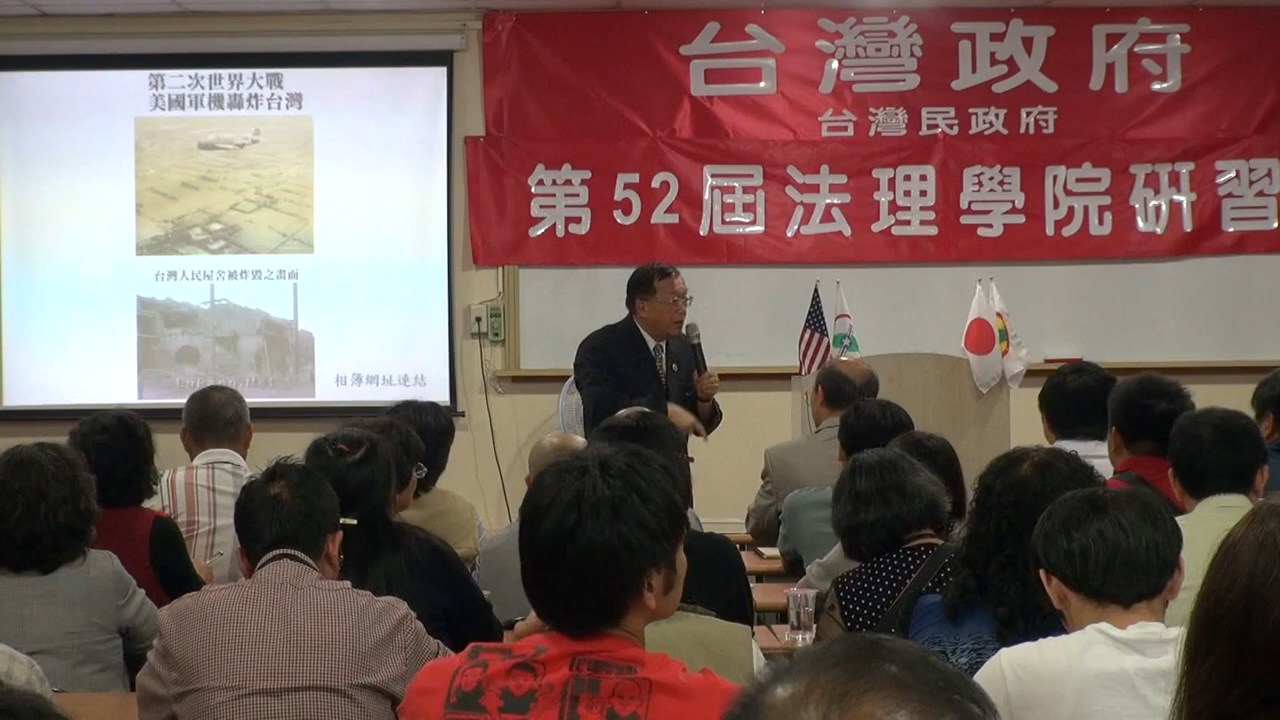 第二次世界大戰
美國軍機轟炸台灣
台灣人民屋舍被炸毀之畫面
相薄網址連結
台灣政府
台灣民政府
第52屆法理學院研習